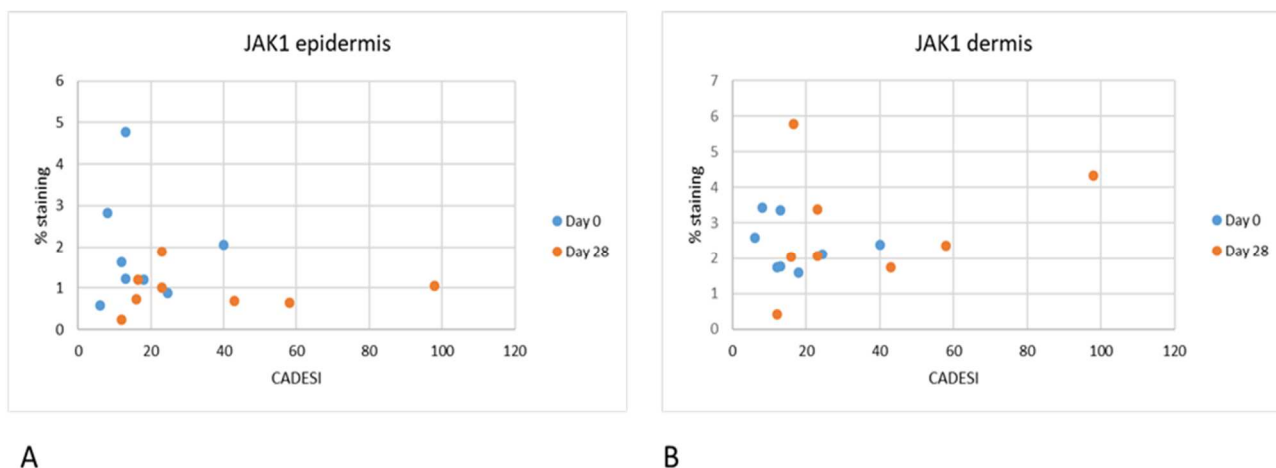 JAK1 epidermis
6
5
4
3
2
1
0
% staining
0 20 40 60 80 100 120
CADESI
Day 0
Day 28
A
JAK1 dermis
7
6
5
4
3
2
1
0
% staining
0 20 40 60 80 100 120
CADESI
Day 0
Day 28
B